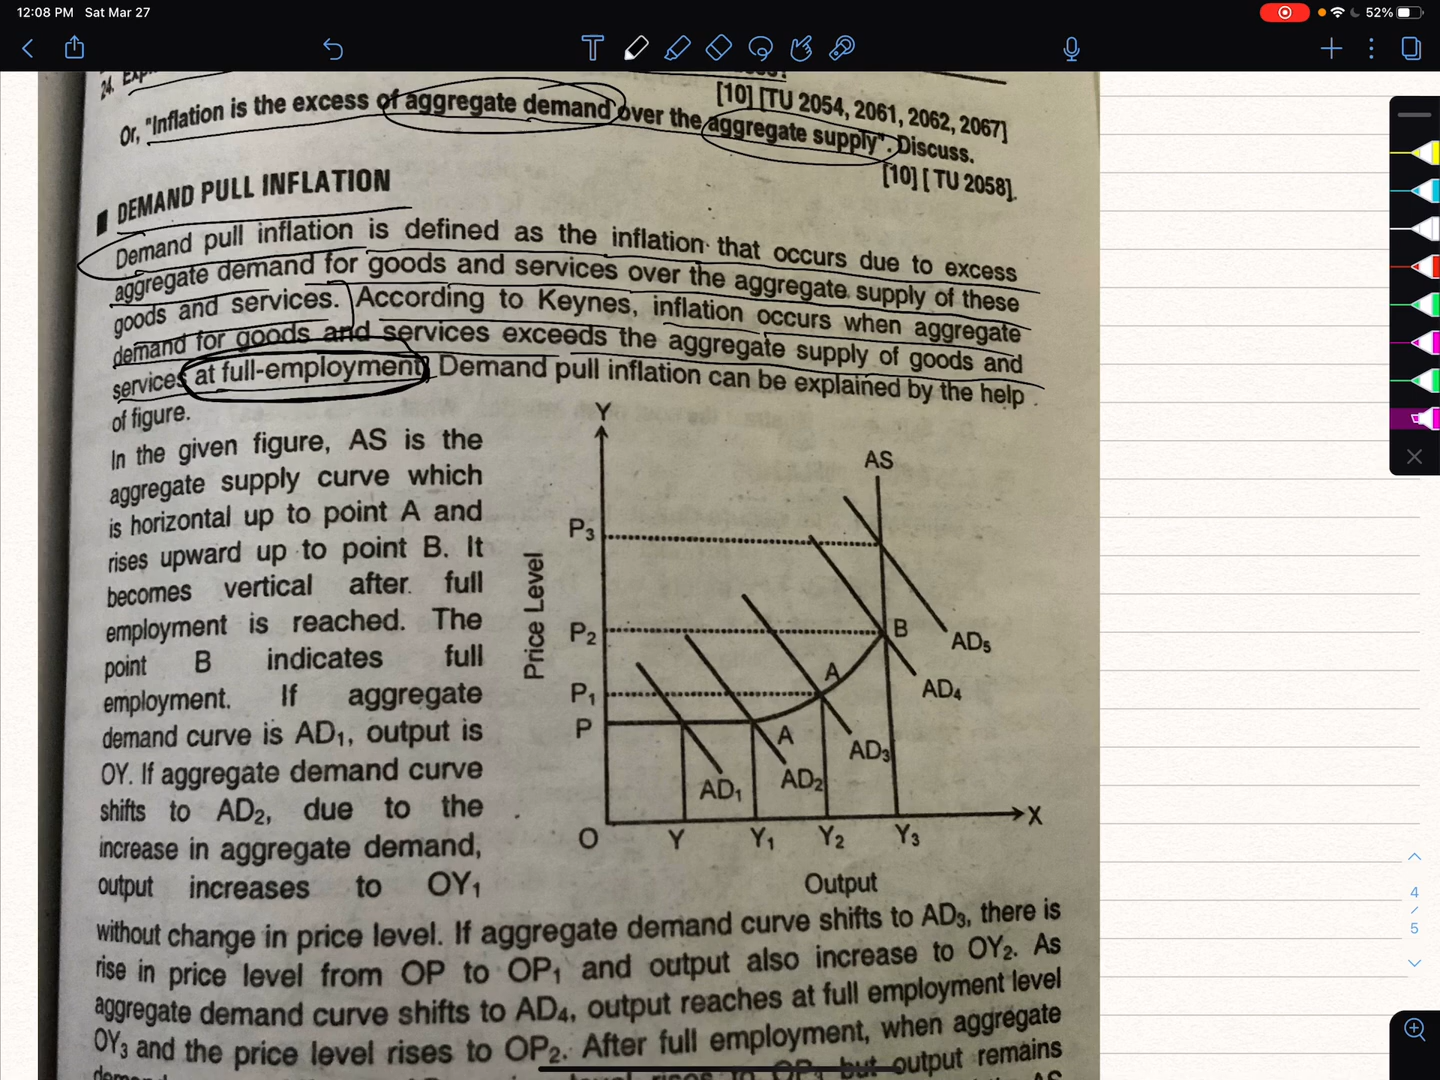 12:08 PM Sat Mar 27
52%
24.
Or, "Inflation is the excess of aggregate demand over the aggregate supply". Discuss.
[10] [TU 2054, 2061, 2062, 2067]
[10] [ TU 2058].
DEMAND PULL INFLATION
Demand pull inflation is defined as the inflation that occurs due to excess
aggregate demand for goods and services over the aggregate supply of these
goods and services. According to Keynes, inflation occurs when aggregate
demand for goods and services exceeds the aggregate supply of goods and
services at full-employment. Demand pull inflation can be explained by the help
of figure.
In the given figure, AS is the
aggregate supply curve which
is horizontal up to point A and
rises upward up to point B. It
becomes vertical after full
employment is reached. The
point B indicates full
employment. If aggregate
demand curve is AD₁, output is
OY. If aggregate demand curve
shifts to AD₂, due to the
increase in aggregate demand,
output increases to OY₁
without change in price level. If aggregate demand curve shifts to AD₃, there is
rise in price level from OP to OP₁ and output also increase to OY₂. As
aggregate demand curve shifts to AD₄, output reaches at full employment level
OY₃ and the price level rises to OP₂. After full employment, when aggregate
but output remains
Y
AS
P₃
Price Level
P₂
B
AD₅
P₁
A
AD₄
P
A
AD₃
AD₁
AD₂
O
Y
Y₁
Y₂
Y₃
X
Output
4
5